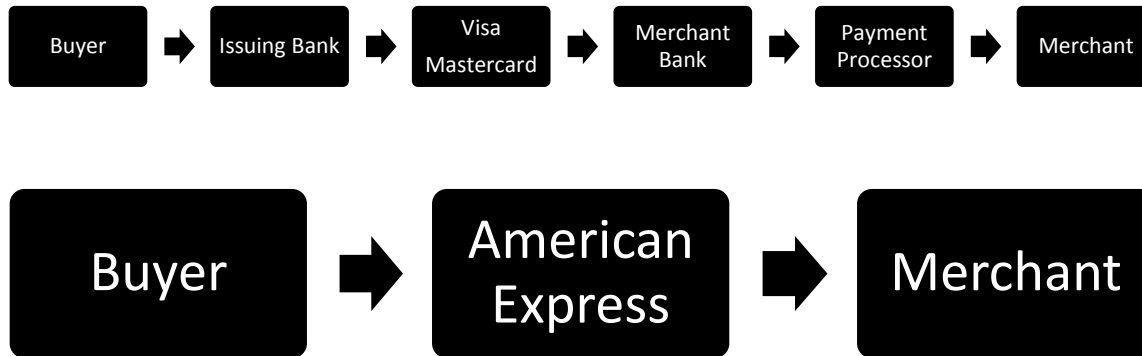 Buyer
Issuing Bank
Visa
Mastercard
Merchant
Bank
Payment
Processor
Merchant
Buyer
American
Express
Merchant